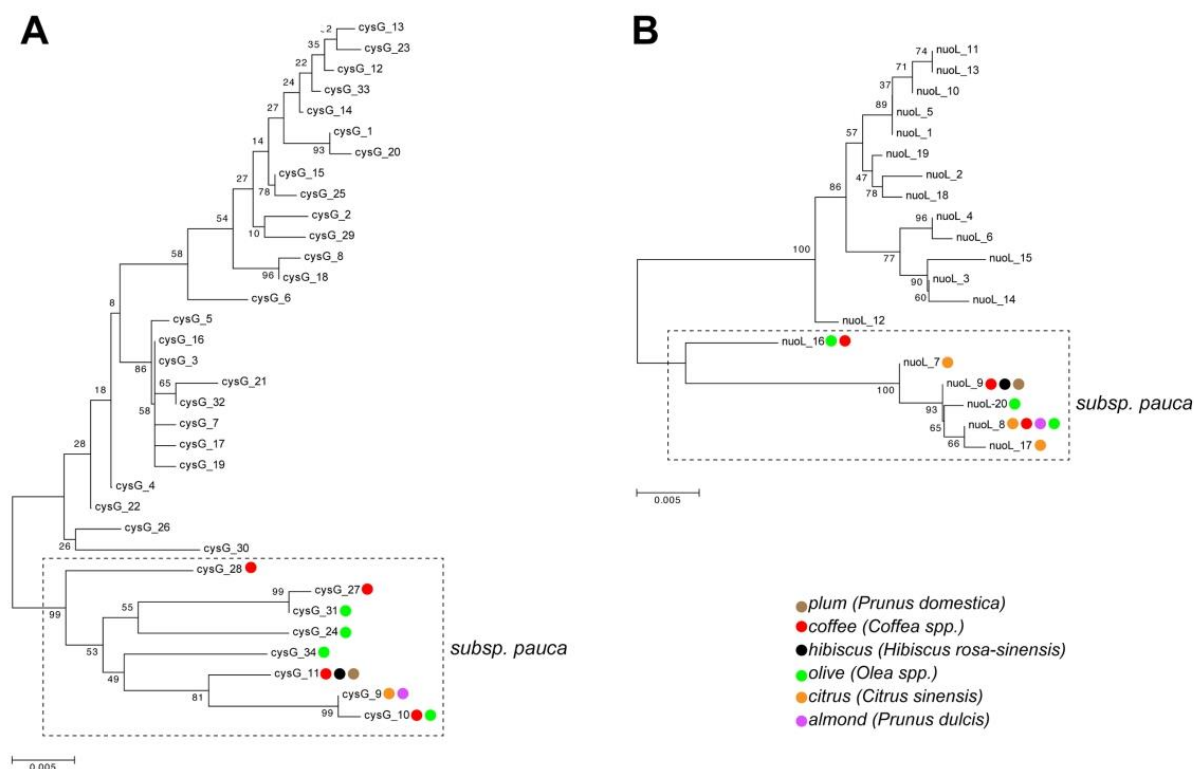 A
cysG_13
cysG_23
35
cysG_12
22
cysG_33
24
cysG_14
27
cysG_1
93
cysG_20
14
cysG_15
27
78
cysG_25
54
cysG_2
10
cysG_29
58
cysG_8
96
cysG_18
cysG_6
8
cysG_5
cysG_16
cysG_3
86
cysG_21
65
cysG_32
58
cysG_7
18
cysG_17
cysG_19
28
cysG_4
cysG_22
cysG_26
26
cysG_30
cysG_28
99
99
cysG_27
55
cysG_31
cysG_24
53
cysG_34
49
cysG_11
81
cysG_9
99
cysG_10
subsp. pauca
0.005
B
74
nuoL_11
71
nuoL_13
37
nuoL_10
89
nuoL_5
nuoL_1
57
nuoL_19
47
nuoL_2
78
nuoL_18
86
96
nuoL_4
nuoL_6
100
77
nuoL_15
90
nuoL_3
60
nuoL_14
nuoL_12
nuoL_16
nuoL_7
100
nuoL_9
93
nuoL-20
65
nuoL_8
66
nuoL_17
subsp. pauca
0.005
plum (Prunus domestica)
coffee (Coffea spp.)
hibiscus (Hibiscus rosa-sinensis)
olive (Olea spp.)
citrus (Citrus sinensis)
almond (Prunus dulcis)